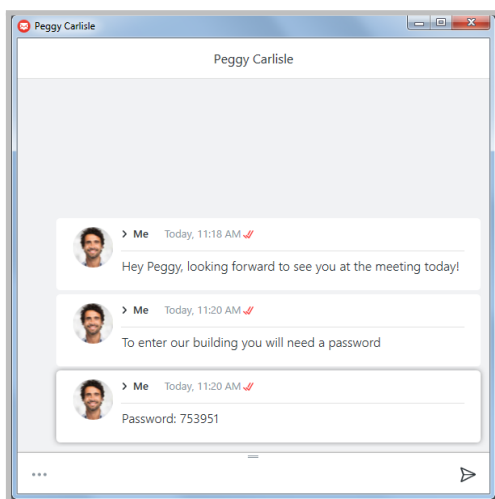 Peggy Carlisle
Peggy Carlisle
Me Today, 11:18 AM
Hey Peggy, looking forward to see you at the meeting today!
Me Today, 11:20 AM
To enter our building you will need a password
Me Today, 11:20 AM
Password: 753951